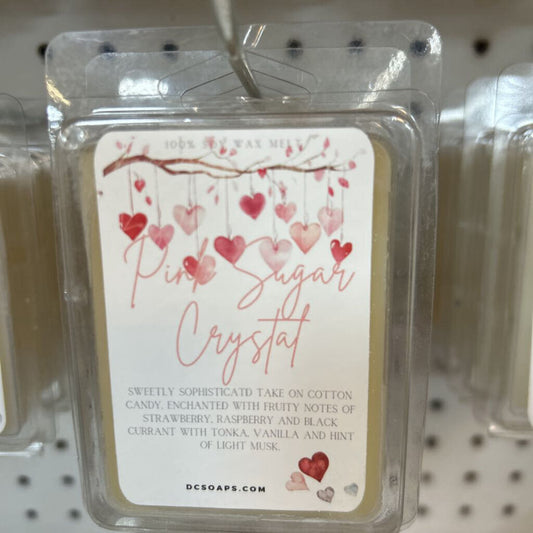 100% SOY WAX MELT
Pink Sugar
Crystal
SWEETLY SOPHISTICATD TAKE ON COTTON
CANDY, ENCHANTED WITH FRUITY NOTES OF
STRAWBERRY, RASPBERRY AND BLACK
CURRANT WITH TONKA, VANILLA AND HINT
OF LIGHT MUSK.
DCSOAPS.COM